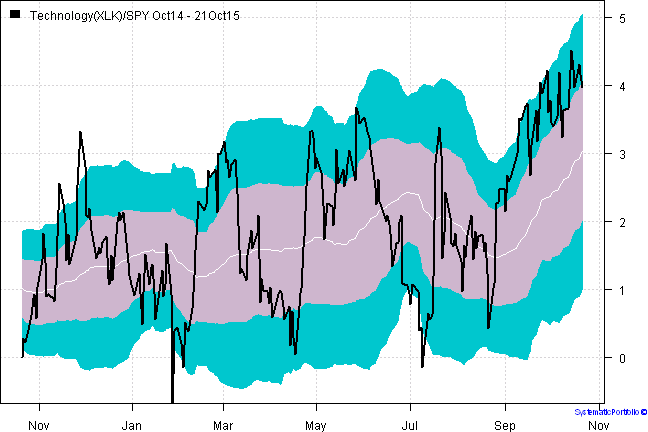 Technology(XLK)/SPY Oct14 - 21Oct15
5
4
3
2
1
0
Nov Jan Mar May Jul Sep Nov
SystematicPortfolio ©